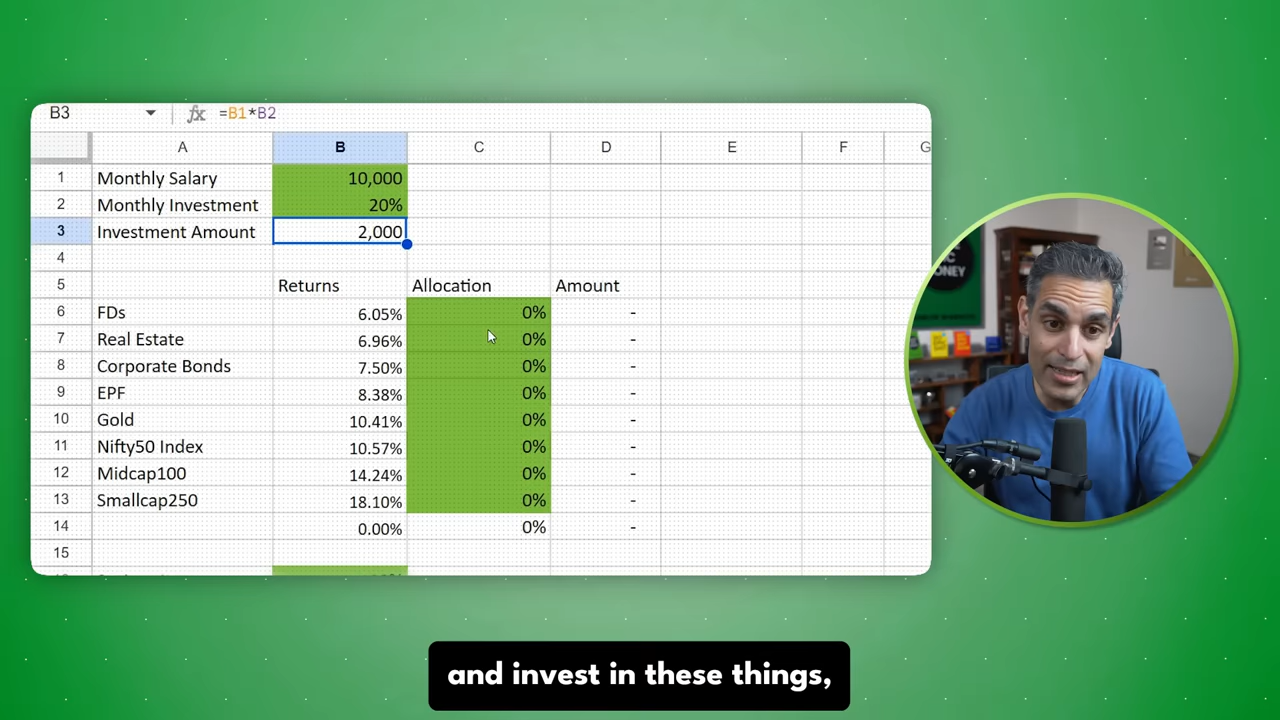 B3 fx =B1*B2
A B C D E F G
1 Monthly Salary 10,000
2 Monthly Investment 20%
3 Investment Amount 2,000
4
5 Returns Allocation Amount
6 FDs 6.05% 0% -
7 Real Estate 6.96% 0% -
8 Corporate Bonds 7.50% 0% -
9 EPF 8.38% 0% -
10 Gold 10.41% 0% -
11 Nifty50 Index 10.57% 0% -
12 Midcap100 14.24% 0% -
13 Smallcap250 18.10% 0% -
14 0.00% 0% -
15
ONEY
and invest in these things,